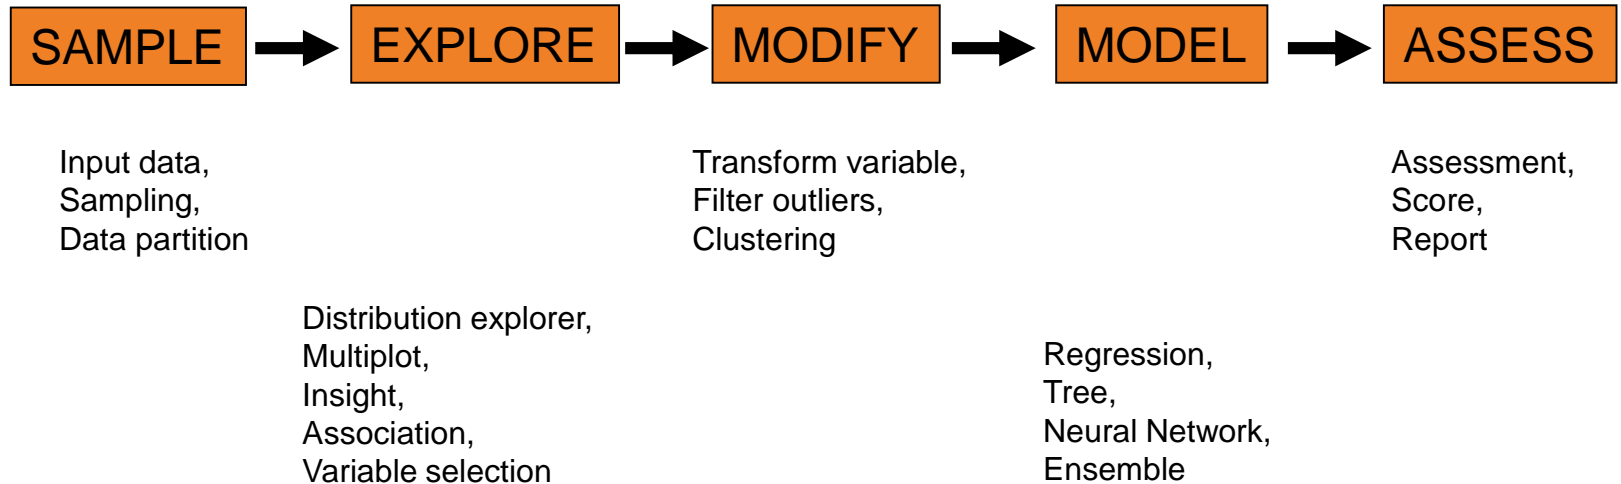 SAMPLE
EXPLORE
MODIFY
MODEL
ASSESS
Input data,
Sampling,
Data partition
Distribution explorer,
Multiplot,
Insight,
Association,
Variable selection
Transform variable,
Filter outliers,
Clustering
Regression,
Tree,
Neural Network,
Ensemble
Assessment,
Score,
Report